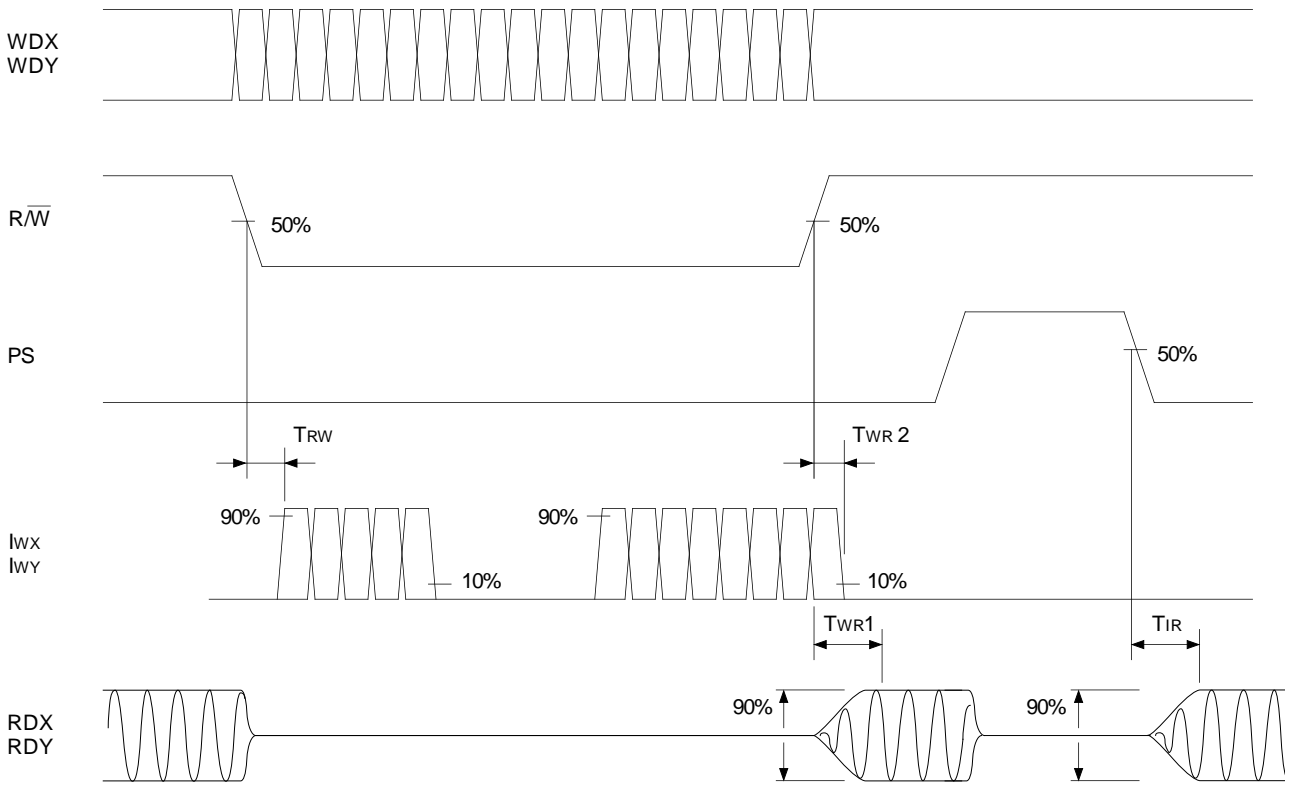 WDX
WDY
R/W̅
50%
50%
PS
50%
TRW
TWR 2
90%
90%
IWX
IWY
10%
10%
TWR1
TIR
90%
90%
RDX
RDY